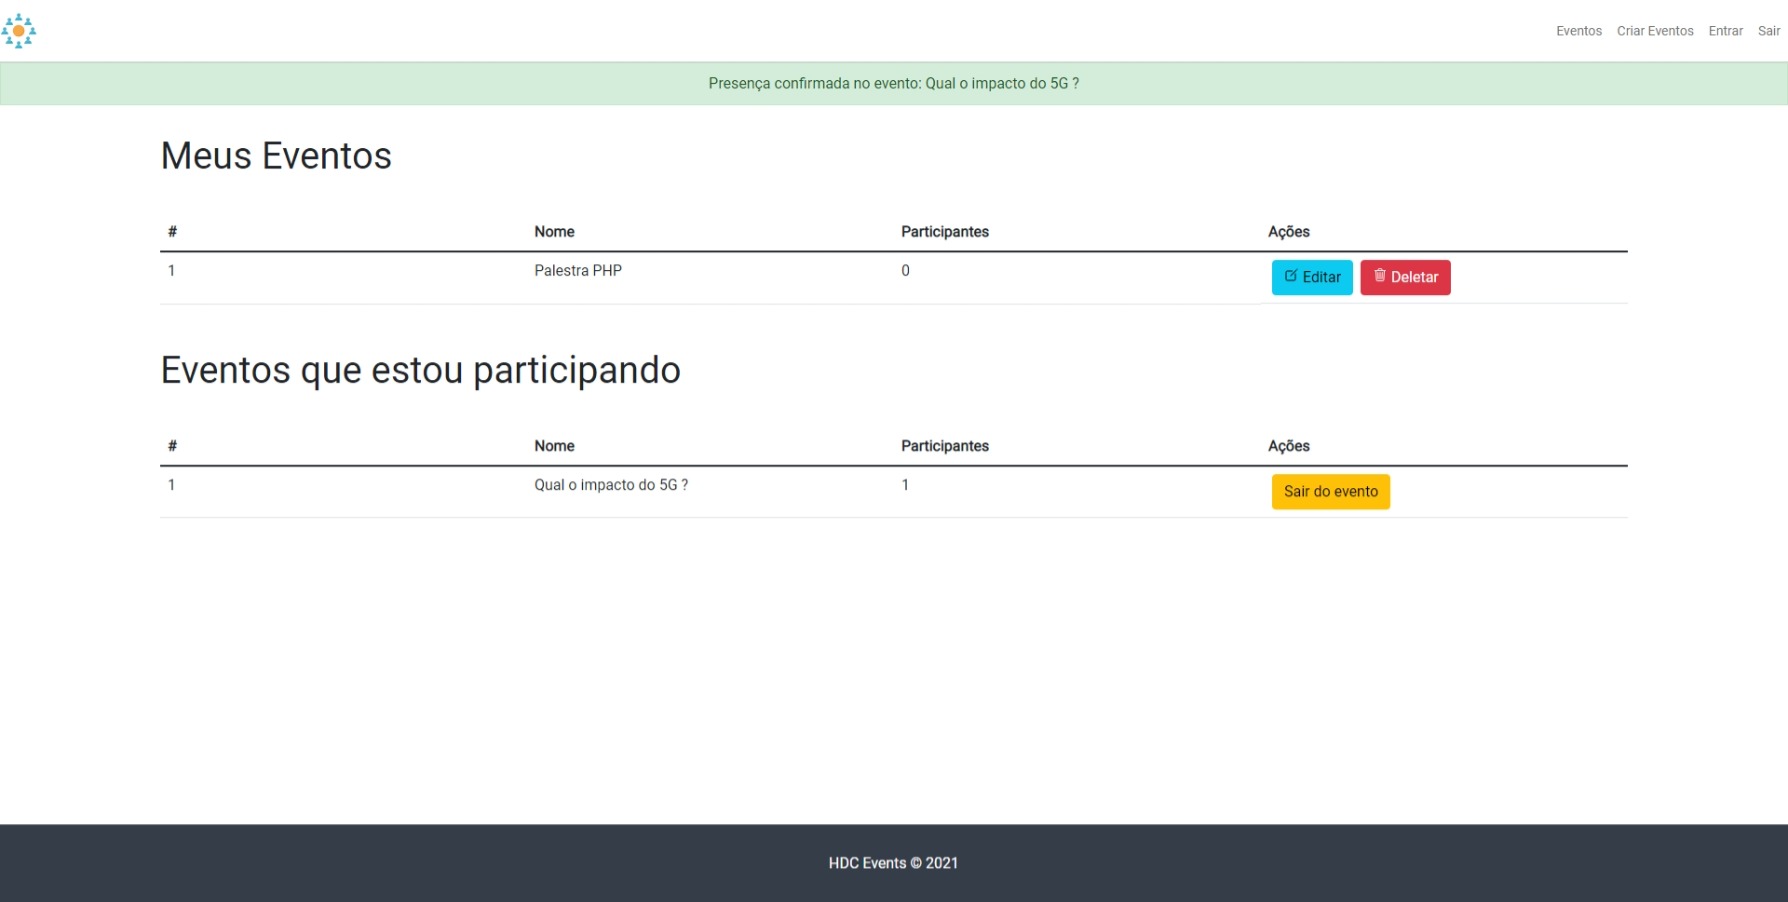 Eventos Criar Eventos Entrar Sair
Presença confirmada no evento: Qual o impacto do 5G ?
Meus Eventos
# Nome Participantes Ações
1 Palestra PHP 0 Editar Deletar
Eventos que estou participando
# Nome Participantes Ações
1 Qual o impacto do 5G ? 1 Sair do evento
HDC Events © 2021